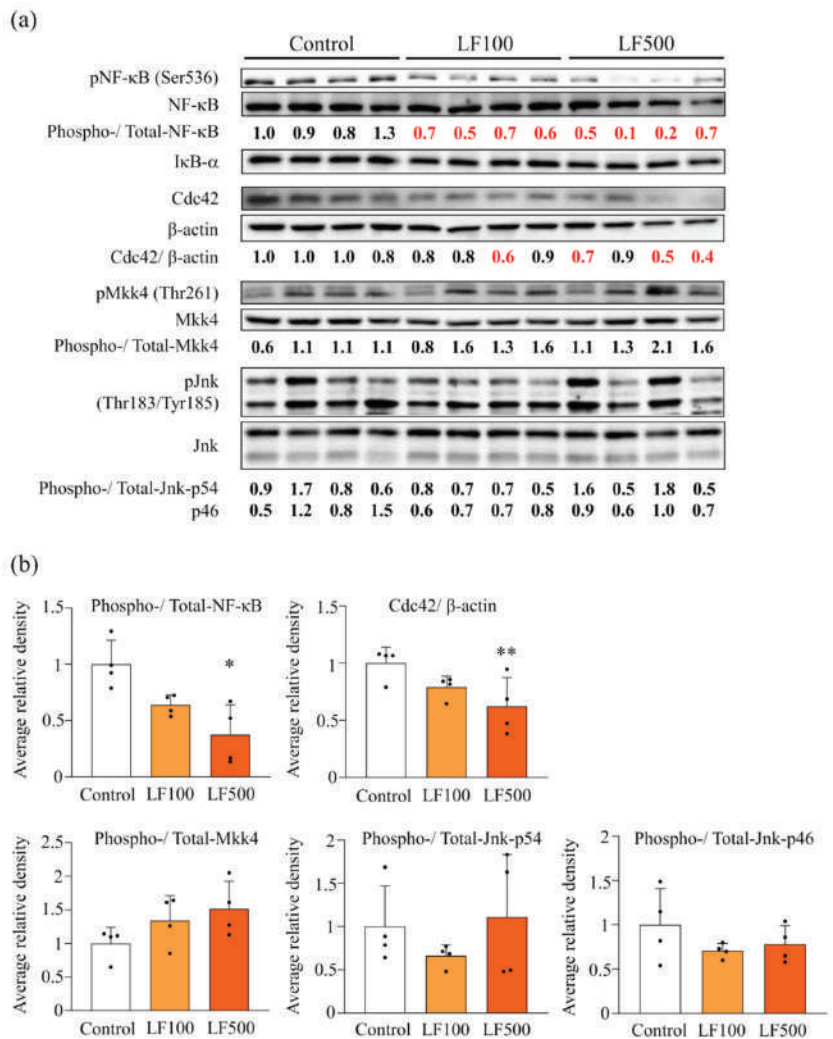 (a)
Control LF100 LF500
pNF-κB (Ser536)
NF-κB
Phospho-/ Total-NF-κB 1.0 0.9 0.8 1.3 0.7 0.5 0.7 0.6 0.5 0.1 0.2 0.7
IκB-α
Cdc42
β-actin
Cdc42/ β-actin 1.0 1.0 1.0 0.8 0.8 0.8 0.6 0.9 0.7 0.9 0.5 0.4
pMkk4 (Thr261)
Mkk4
Phospho-/ Total-Mkk4 0.6 1.1 1.1 1.1 0.8 1.6 1.3 1.6 1.1 1.3 2.1 1.6
pJnk
(Thr183/Tyr185)
Jnk
Phospho-/ Total-Jnk-p54 0.9 1.7 0.8 0.6 0.8 0.7 0.7 0.5 1.6 0.5 1.8 0.5
p46 0.5 1.2 0.8 1.5 0.6 0.7 0.7 0.8 0.9 0.6 1.0 0.7
(b)
Phospho-/ Total-NF-κB
Average relative density
1.5
1
0.5
0
*
Control LF100 LF500
Cdc42/ β-actin
Average relative density
1.5
1
0.5
0
**
Control LF100 LF500
Phospho-/ Total-Mkk4
Average relative density
2.5
2
1.5
1
0.5
0
Control LF100 LF500
Phospho-/ Total-Jnk-p54
Average relative density
2
1.5
1
0.5
0
Control LF100 LF500
Phospho-/ Total-Jnk-p46
Average relative density
2
1.5
1
0.5
0
Control LF100 LF500